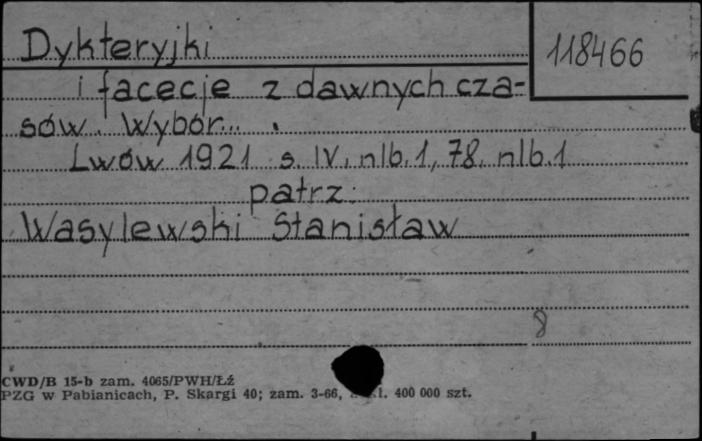 Dykteryjki
118466
i facecje z dawnych cza-
sów. Wybór...
Lwów 1921 s. IV, nlb. 1, 78, nlb. 1
patrz:
Wasylewski Stanisław
8
CWD/B 15-b zam. 4065/PWH/Łź
PZG w Pabianicach, P. Skargi 40; zam. 3-66, 400 000 szt.